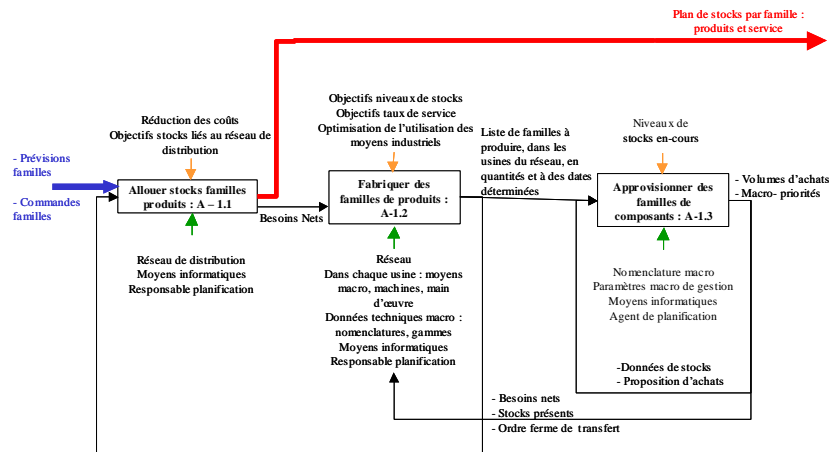 Plan de stocks par famille :
produits et service
Réduction des coûts
Objectifs stocks liés au réseau de
distribution
Objectifs niveaux de stocks
Objectifs taux de service
Optimisation de l'utilisation des
moyens industriels
Liste de familles à
produire, dans les
usines du réseau, en
quantités et à des dates
déterminées
Niveaux de
stocks en-cours
- Prévisions
familles
- Commandes
familles
Allouer stocks familles
produits : A – 1.1
Besoins Nets
Fabriquer des
familles de produits :
A-1.2
Approvisionner des
familles de
composants : A-1.3
- Volumes d'achats
- Macro- priorités
Réseau de distribution
Moyens informatiques
Responsable planification
Réseau
Dans chaque usine : moyens
macro, machines, main
d'œuvre
Données techniques macro :
nomenclatures, gammes
Moyens informatiques
Responsable planification
Nomenclature macro
Paramètres macro de gestion
Moyens informatiques
Agent de planification
-Données de stocks
- Proposition d'achats
- Besoins nets
- Stocks présents
- Ordre ferme de transfert